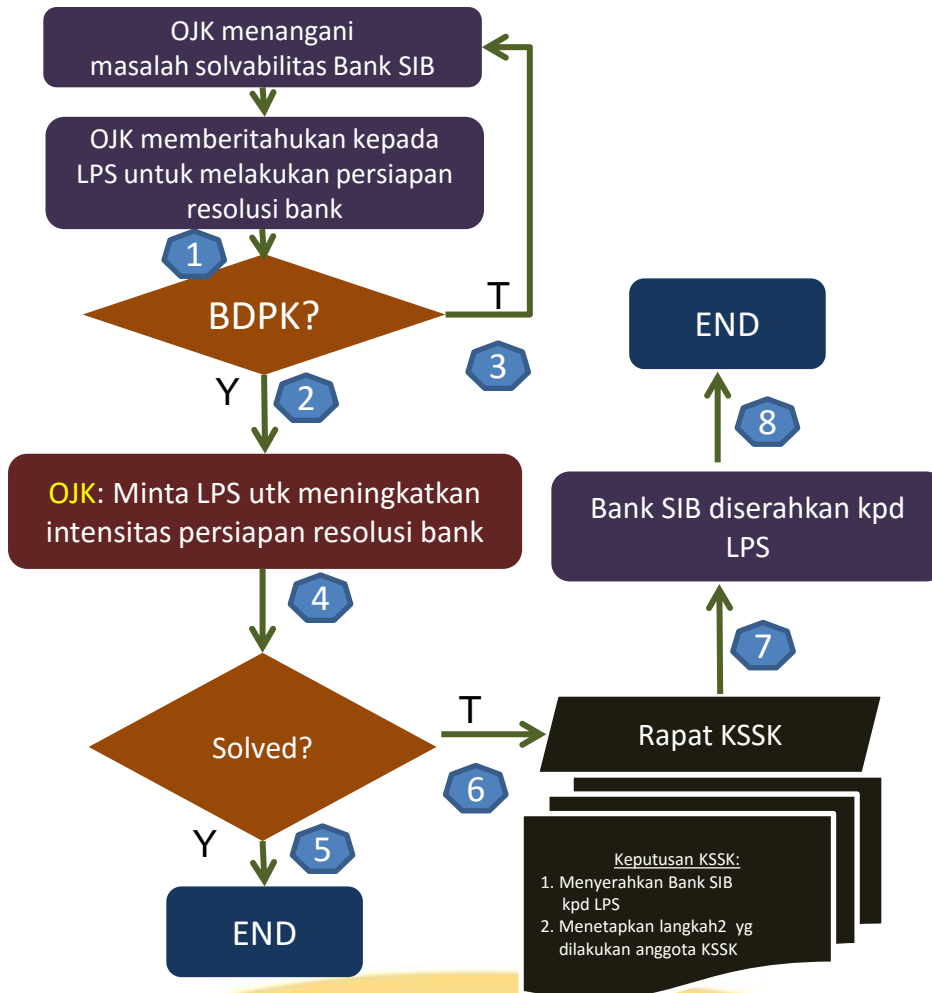 OJK menangani
masalah solvabilitas Bank SIB
OJK memberitahukan kepada
LPS untuk melakukan persiapan
resolusi bank
1
BDPK?
T
3
Y
2
OJK: Minta LPS utk meningkatkan
intensitas persiapan resolusi bank
4
Solved?
Y
5
END
T
6
Rapat KSSK
Keputusan KSSK:
1. Menyerahkan Bank SIB
kpd LPS
2. Menetapkan langkah2 yg
dilakukan anggota KSSK
7
Bank SIB diserahkan kpd
LPS
8
END